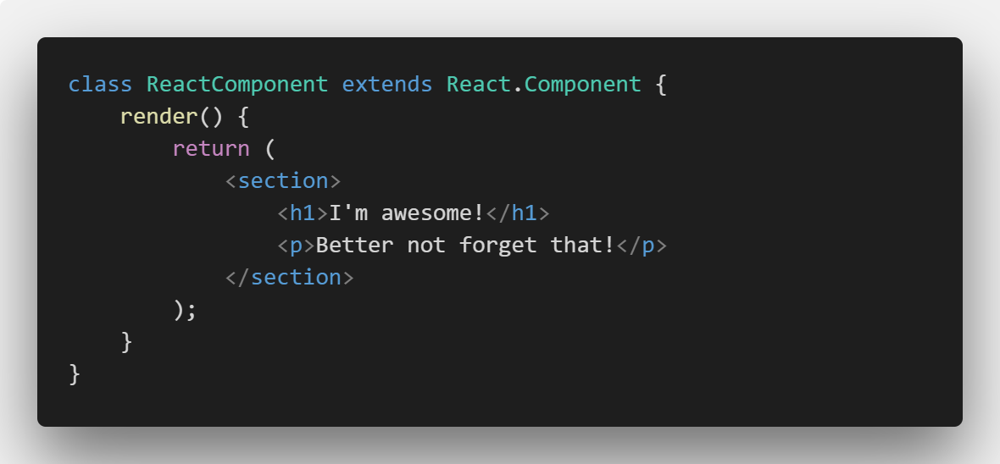 class ReactComponent extends React.Component {
    render() {
        return (
            <section>
                <h1>I'm awesome!</h1>
                <p>Better not forget that!</p>
            </section>
        );
    }
}